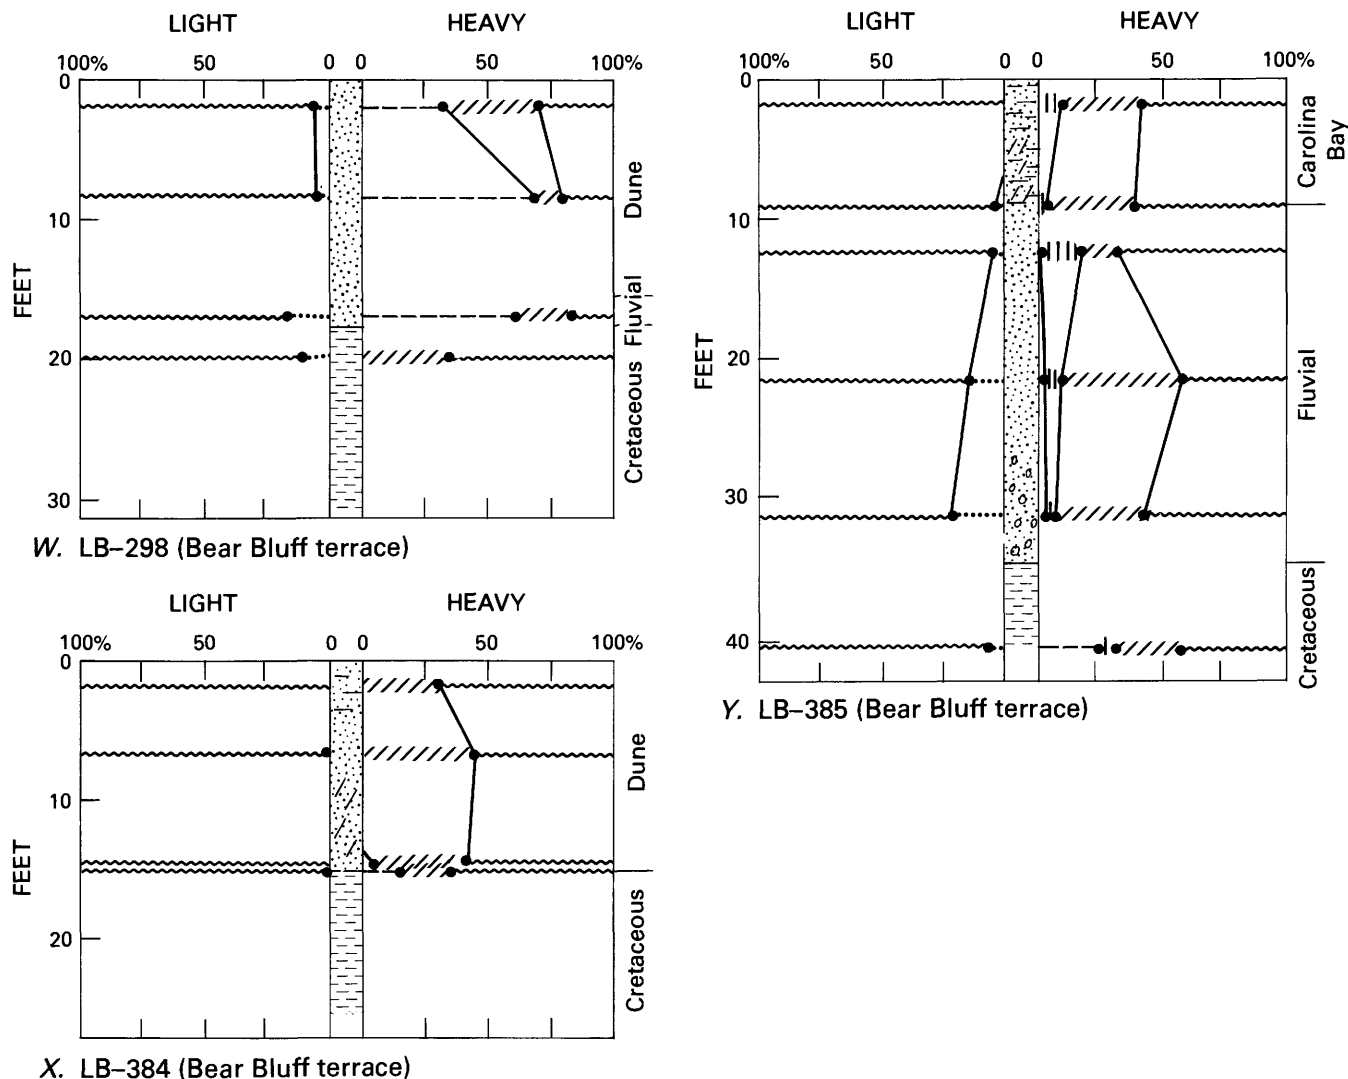 LIGHT HEAVY
100% 50 0 0 50 100%
0
10
20
30
FEET
Dune
Fluvial
Cretaceous
W. LB–298 (Bear Bluff terrace)
LIGHT HEAVY
100% 50 0 0 50 100%
0
10
20
FEET
Dune
Cretaceous
X. LB–384 (Bear Bluff terrace)
LIGHT HEAVY
100% 50 0 0 50 100%
0
10
20
30
40
FEET
Carolina
Bay
Fluvial
Cretaceous
Y. LB–385 (Bear Bluff terrace)